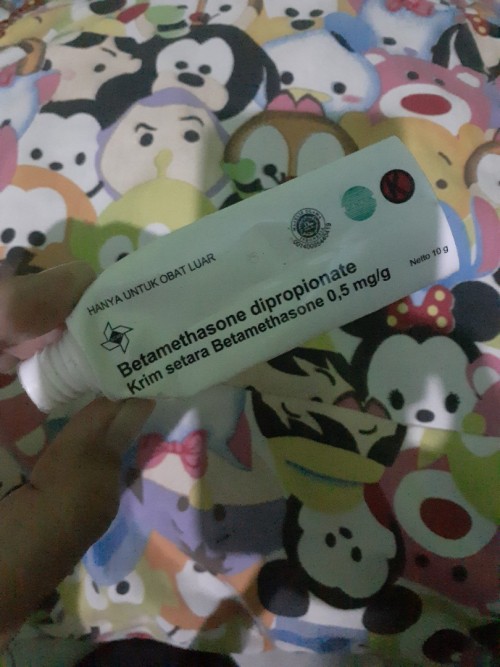 HANYA UNTUK OBAT LUAR
Betamethasone dipropionate
Krim setara Betamethasone 0,5 mg/g
Netto 10 g
K